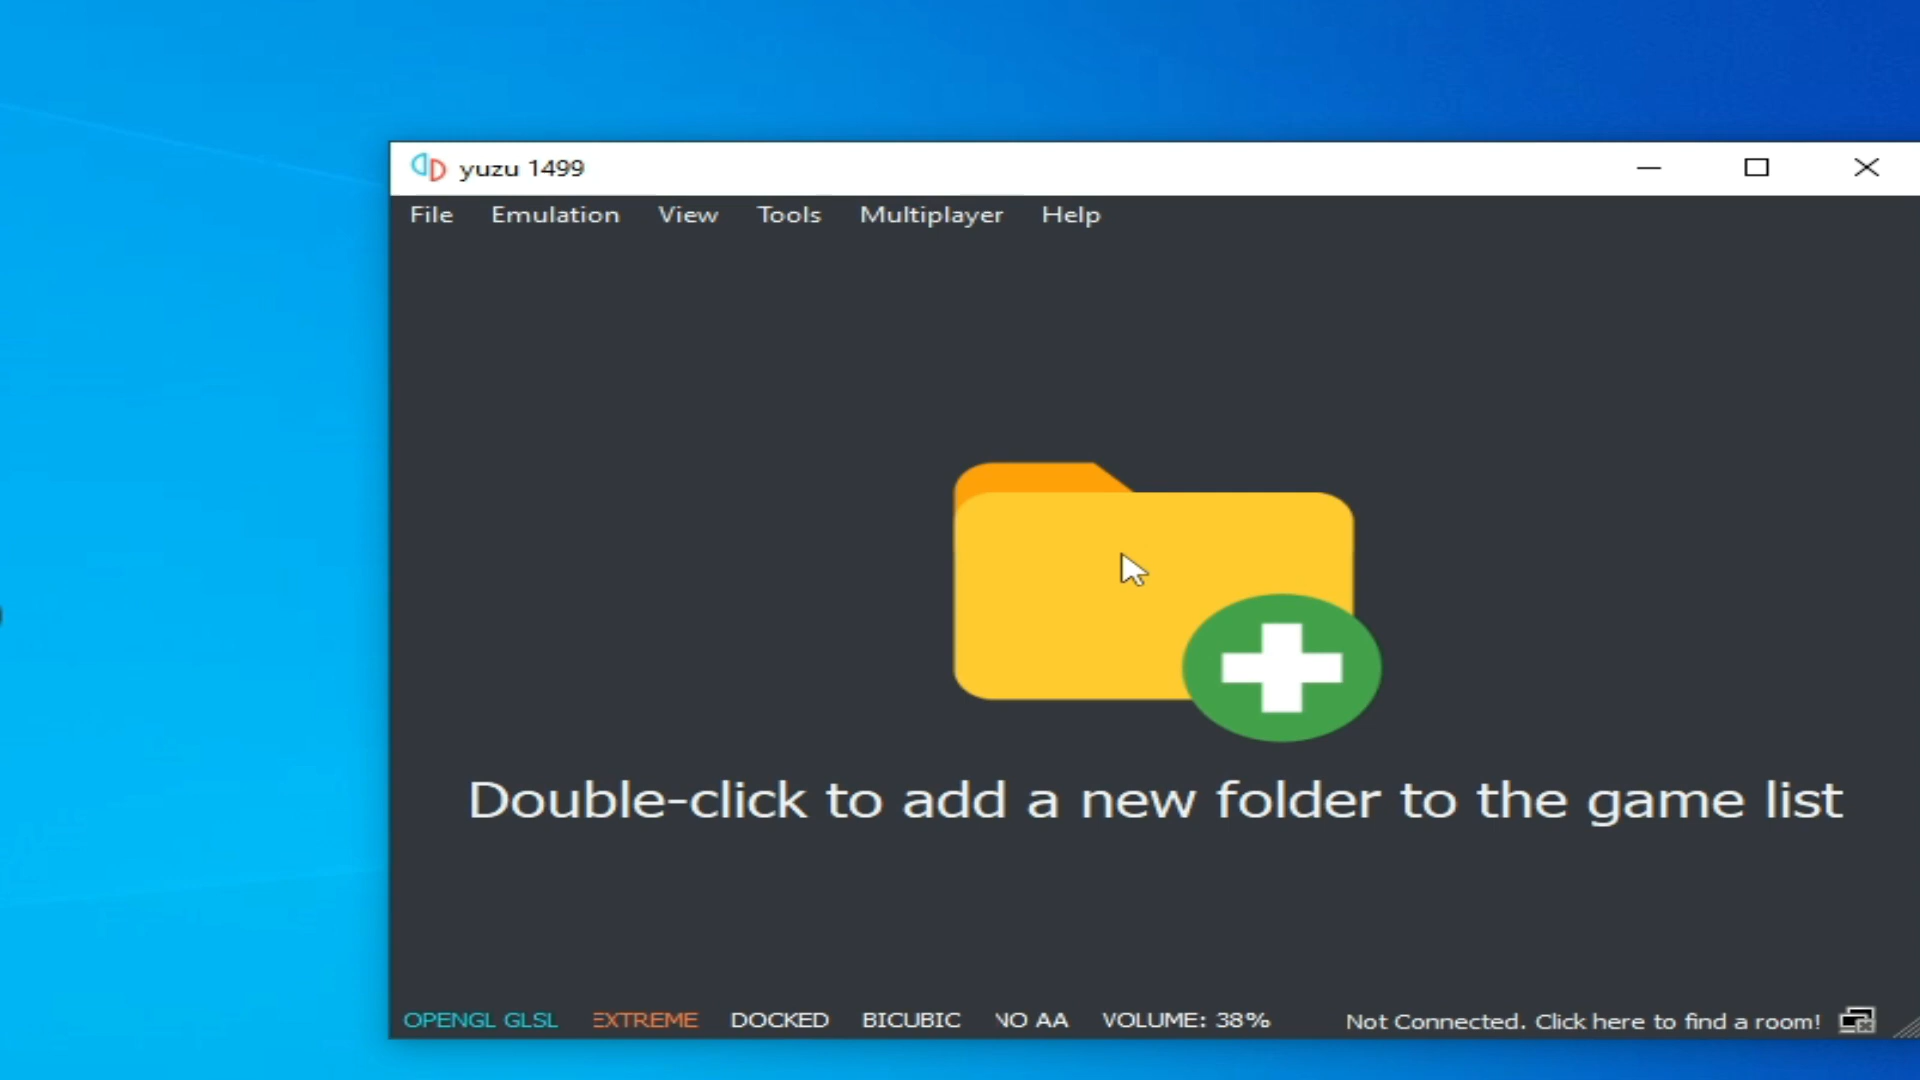 yuzu 1499
File Emulation View Tools Multiplayer Help
Double-click to add a new folder to the game list
OPENGL GLSL EXTREME DOCKED BICUBIC NO AA VOLUME: 38% Not Connected. Click here to find a room!